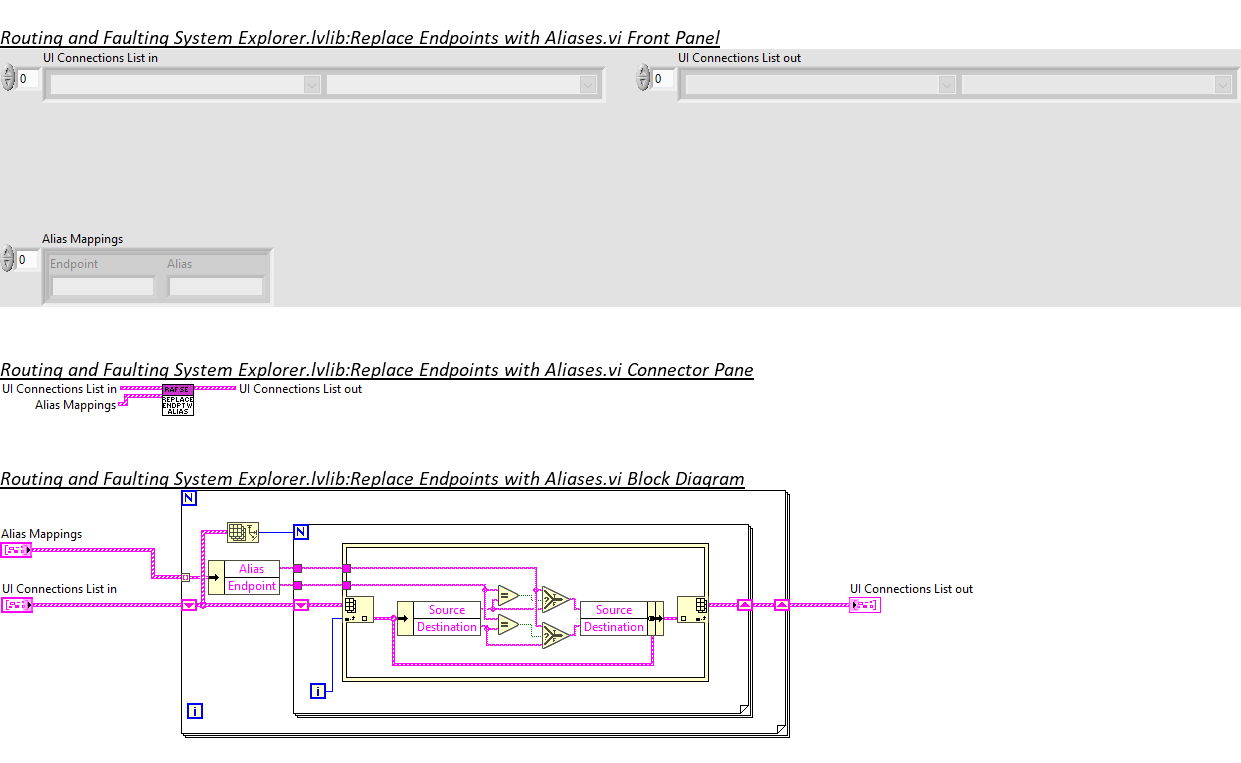 Routing and Faulting System Explorer.lvlib:Replace Endpoints with Aliases.vi Front Panel
UI Connections List in
UI Connections List out
0
0
Alias Mappings
0
Endpoint
Alias
Routing and Faulting System Explorer.lvlib:Replace Endpoints with Aliases.vi Connector Pane
UI Connections List in
UI Connections List out
Alias Mappings
RAF SE
REPLACE
ENDPT W
ALIAS
Routing and Faulting System Explorer.lvlib:Replace Endpoints with Aliases.vi Block Diagram
N
Alias Mappings
N
Alias
Endpoint
UI Connections List in
UI Connections List out
=
?
T
F
Source
Destination
=
?
T
F
Source
Destination
i
i